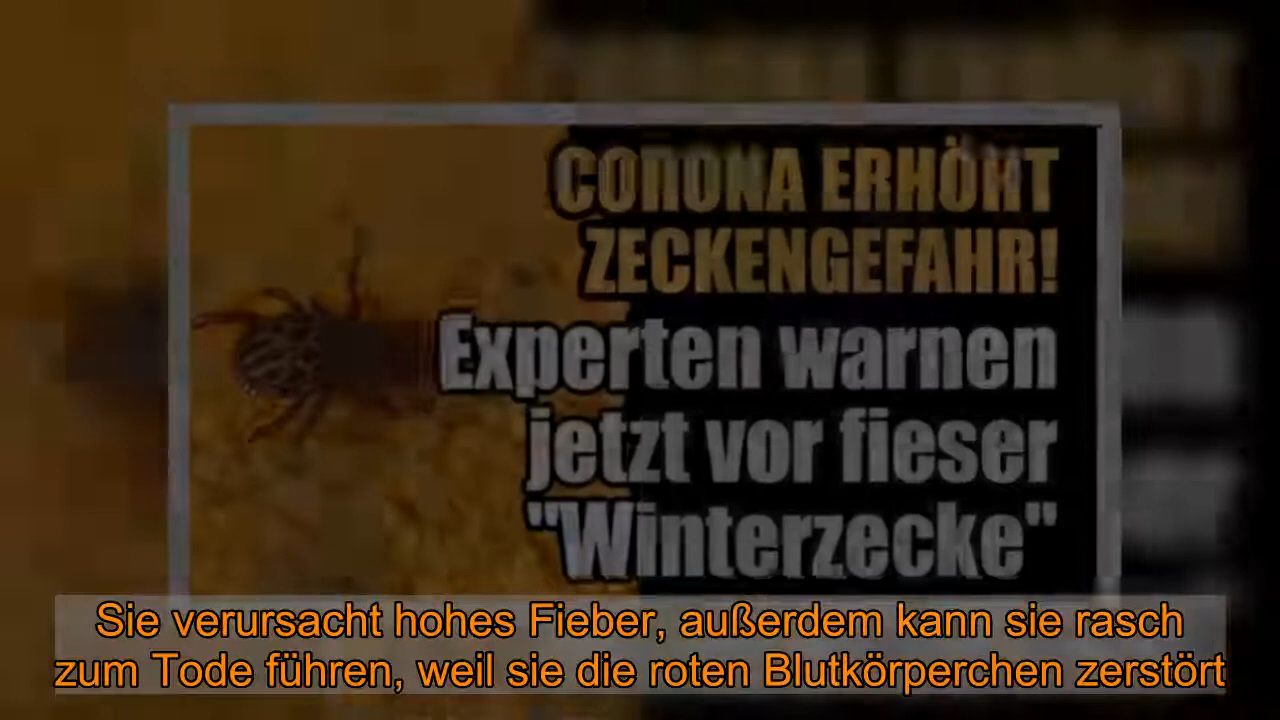 CORONA ERHÖHT
ZECKENGEFAHR!
Experten warnen
jetzt vor fieser
"Winterzecke"
Sie verursacht hohes Fieber, außerdem kann sie rasch
zum Tode führen, weil sie die roten Blutkörperchen zerstört